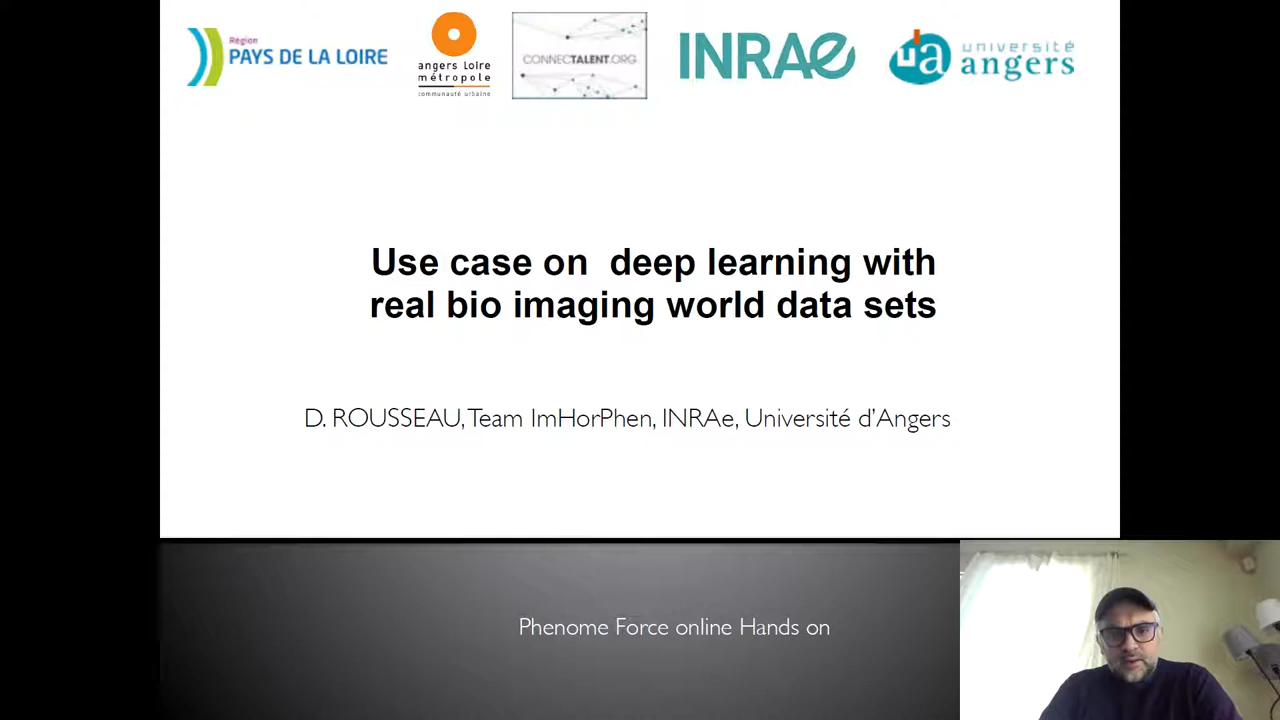 Région
PAYS DE LA LOIRE
angers Loire
métropole
communauté urbaine
CONNECTALENT.ORG
INRAE
ua
université
angers
Use case on  deep learning with
real bio imaging world data sets
D. ROUSSEAU, Team ImHorPhen, INRAe, Université d'Angers
Phenome Force online Hands on